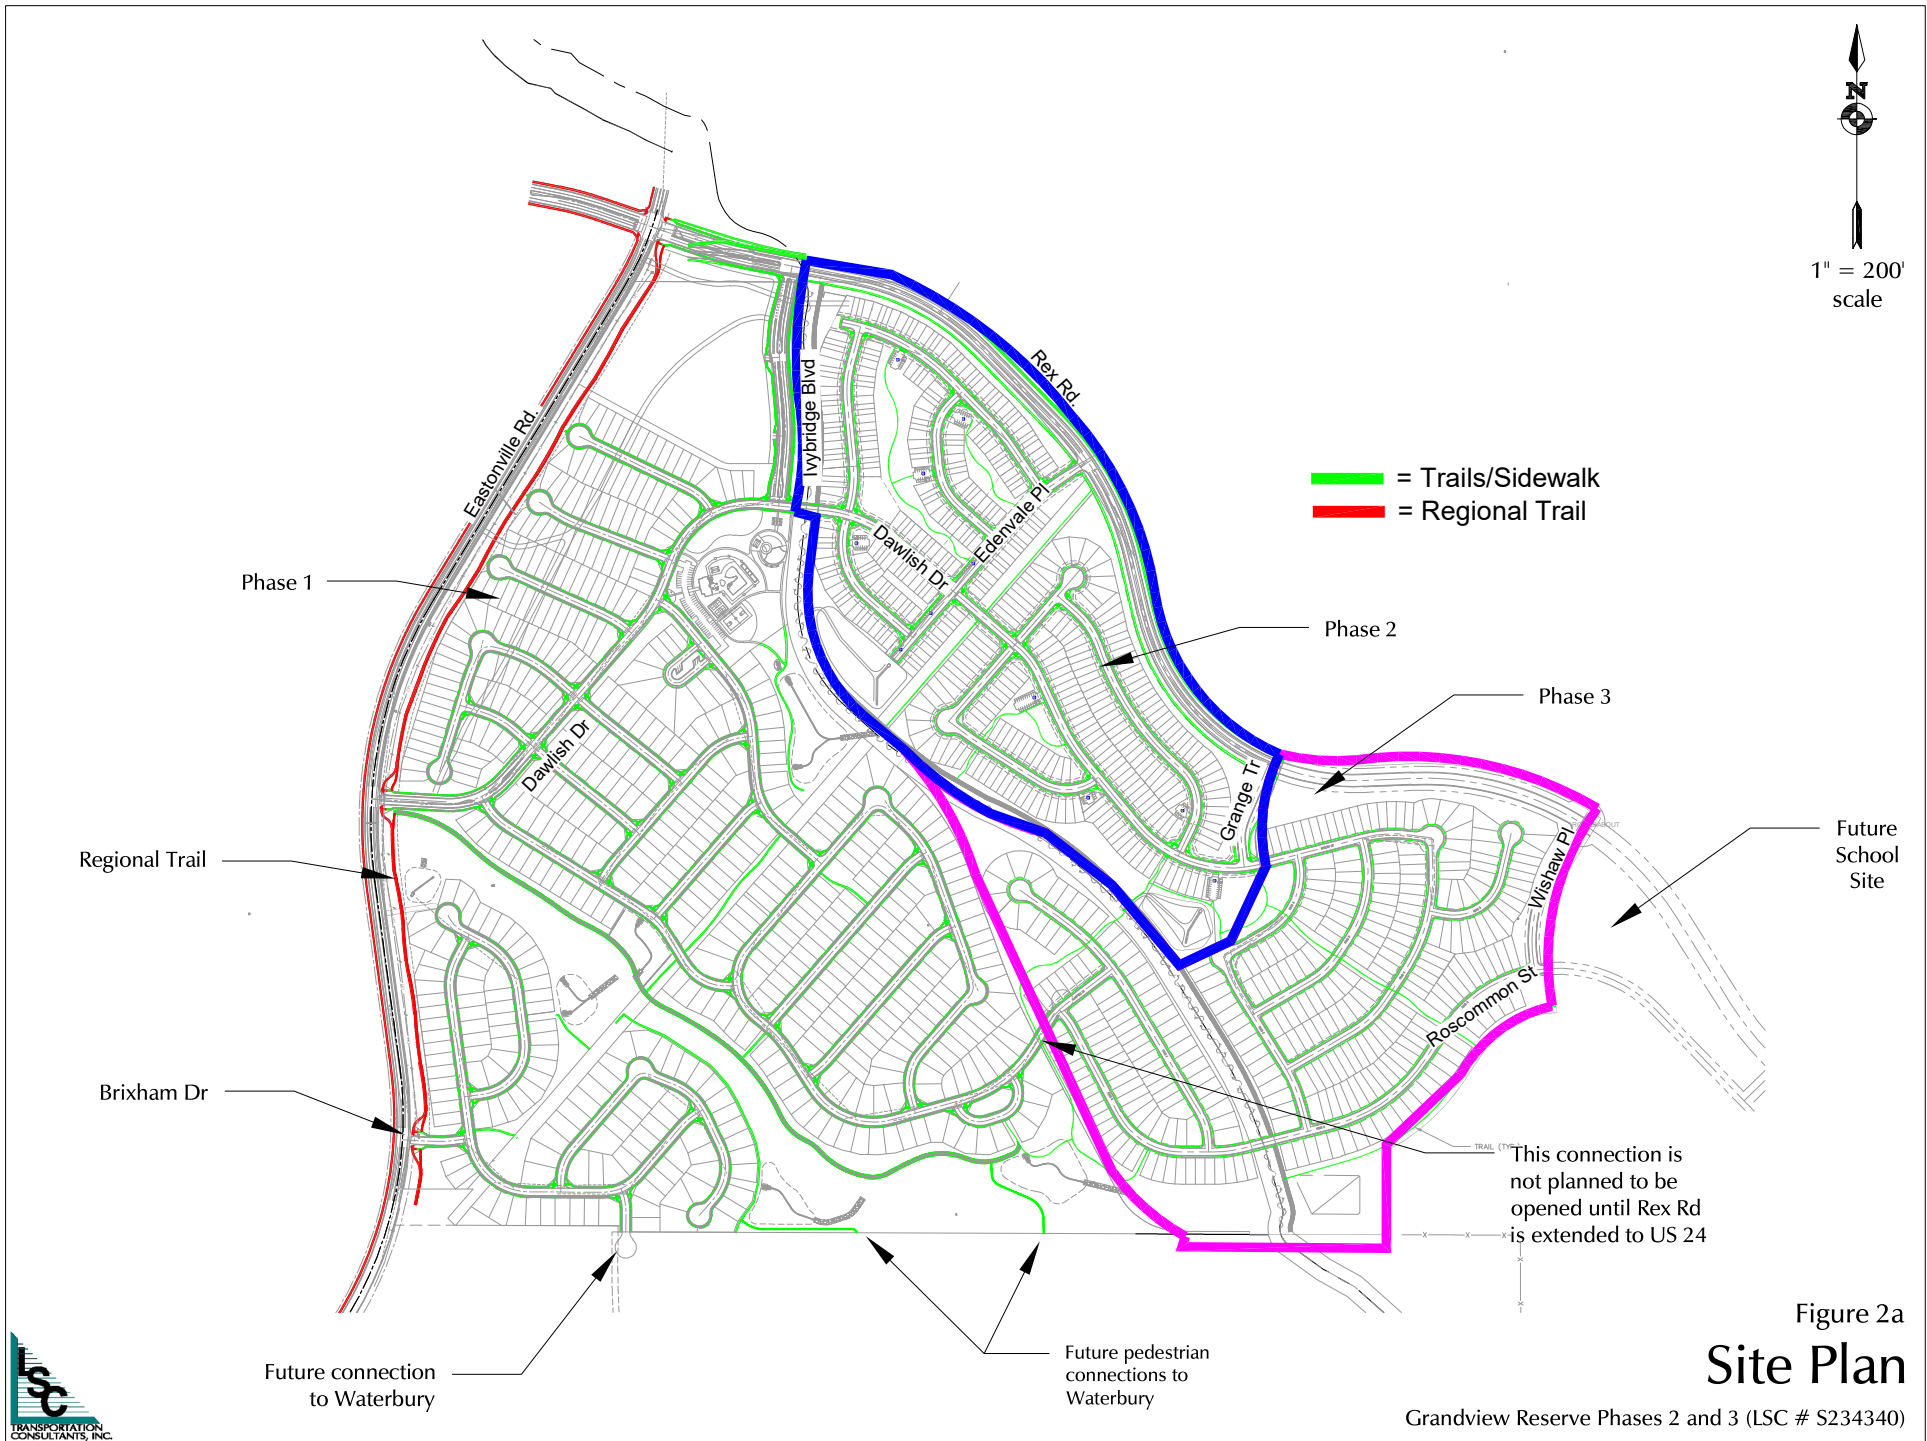 N
1" = 200'
scale
Rex Rd.
Ivybridge Blvd
Eastonville Rd.
= Trails/Sidewalk
= Regional Trail
Edenvale Pl
Dawlish Dr
Phase 1
Phase 2
Phase 3
Dawlish Dr
Grange Tr
Wishaw Pl
Future
School
Site
Regional Trail
Roscommon St
Brixham Dr
TRAIL (TYP.)
This connection is
not planned to be
opened until Rex Rd
is extended to US 24
Figure 2a
Site Plan
Grandview Reserve Phases 2 and 3 (LSC # S234340)
Future connection
to Waterbury
Future pedestrian
connections to
Waterbury
LSC
TRANSPORTATION
CONSULTANTS, INC.